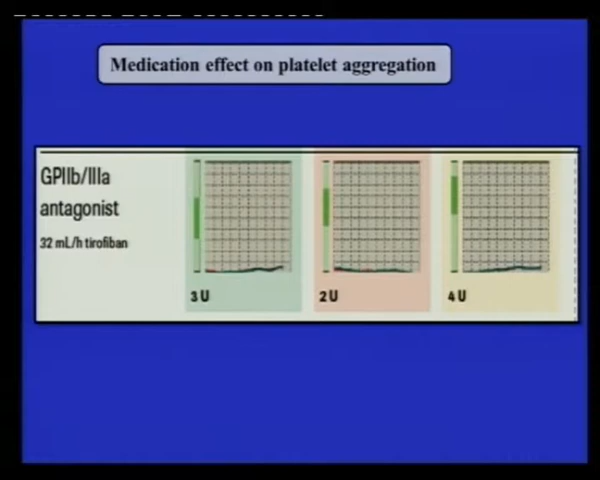 Medication effect on platelet aggregation
GPIIb/IIIa
antagonist
32 mL/h tirofiban
3 U
2 U
4 U